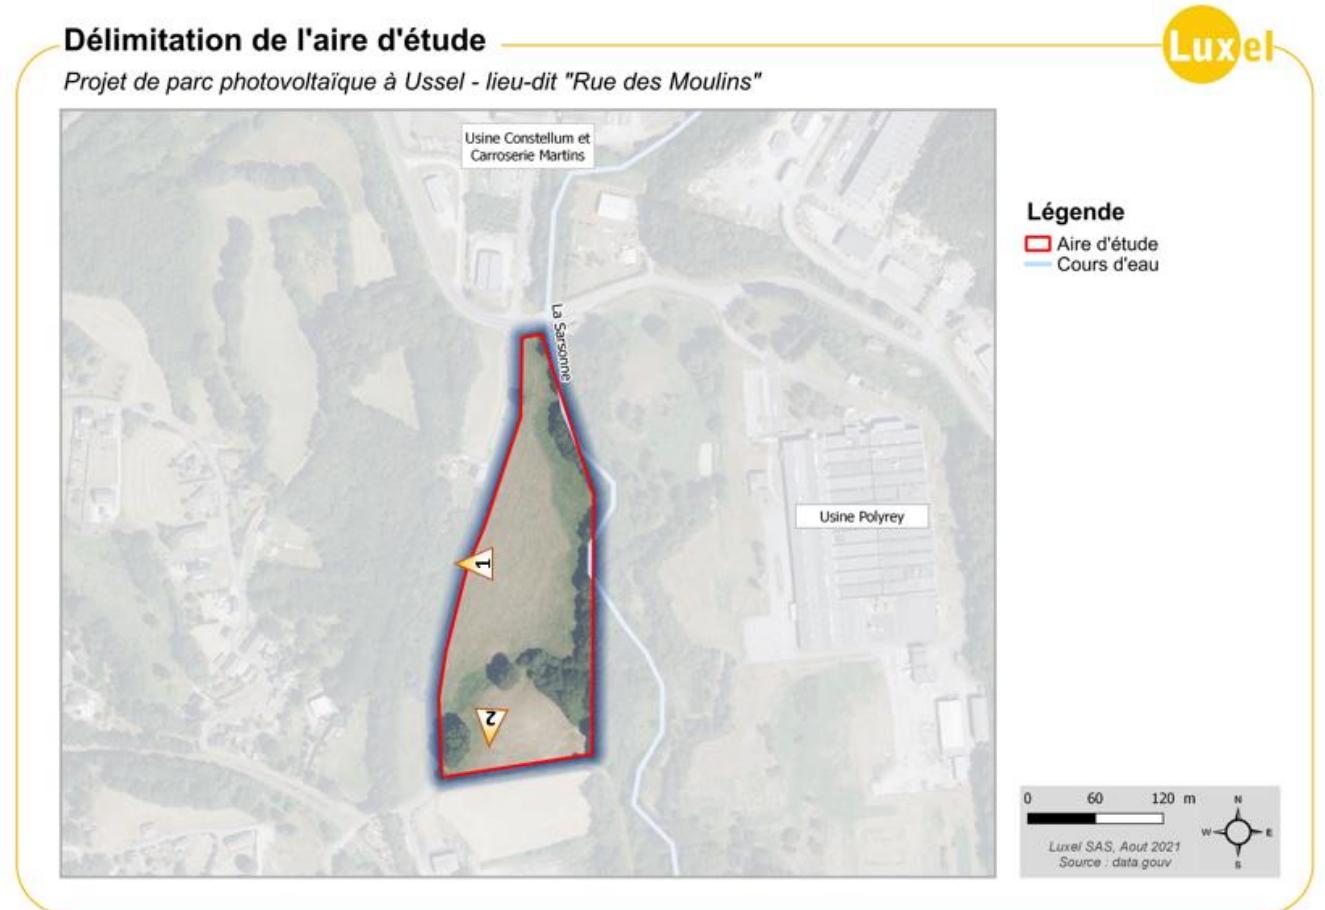 Délimitation de l'aire d'étude
Luxel
Projet de parc photovoltaïque à Ussel - lieu-dit "Rue des Moulins"
Usine Constellum et
Carroserie Martins
Légende
Aire d'étude
Cours d'eau
La Sarsonne
Usine Polyrey
1
2
0 60 120 m
N
W E
S
Luxel SAS, Aout 2021
Source : data gouv